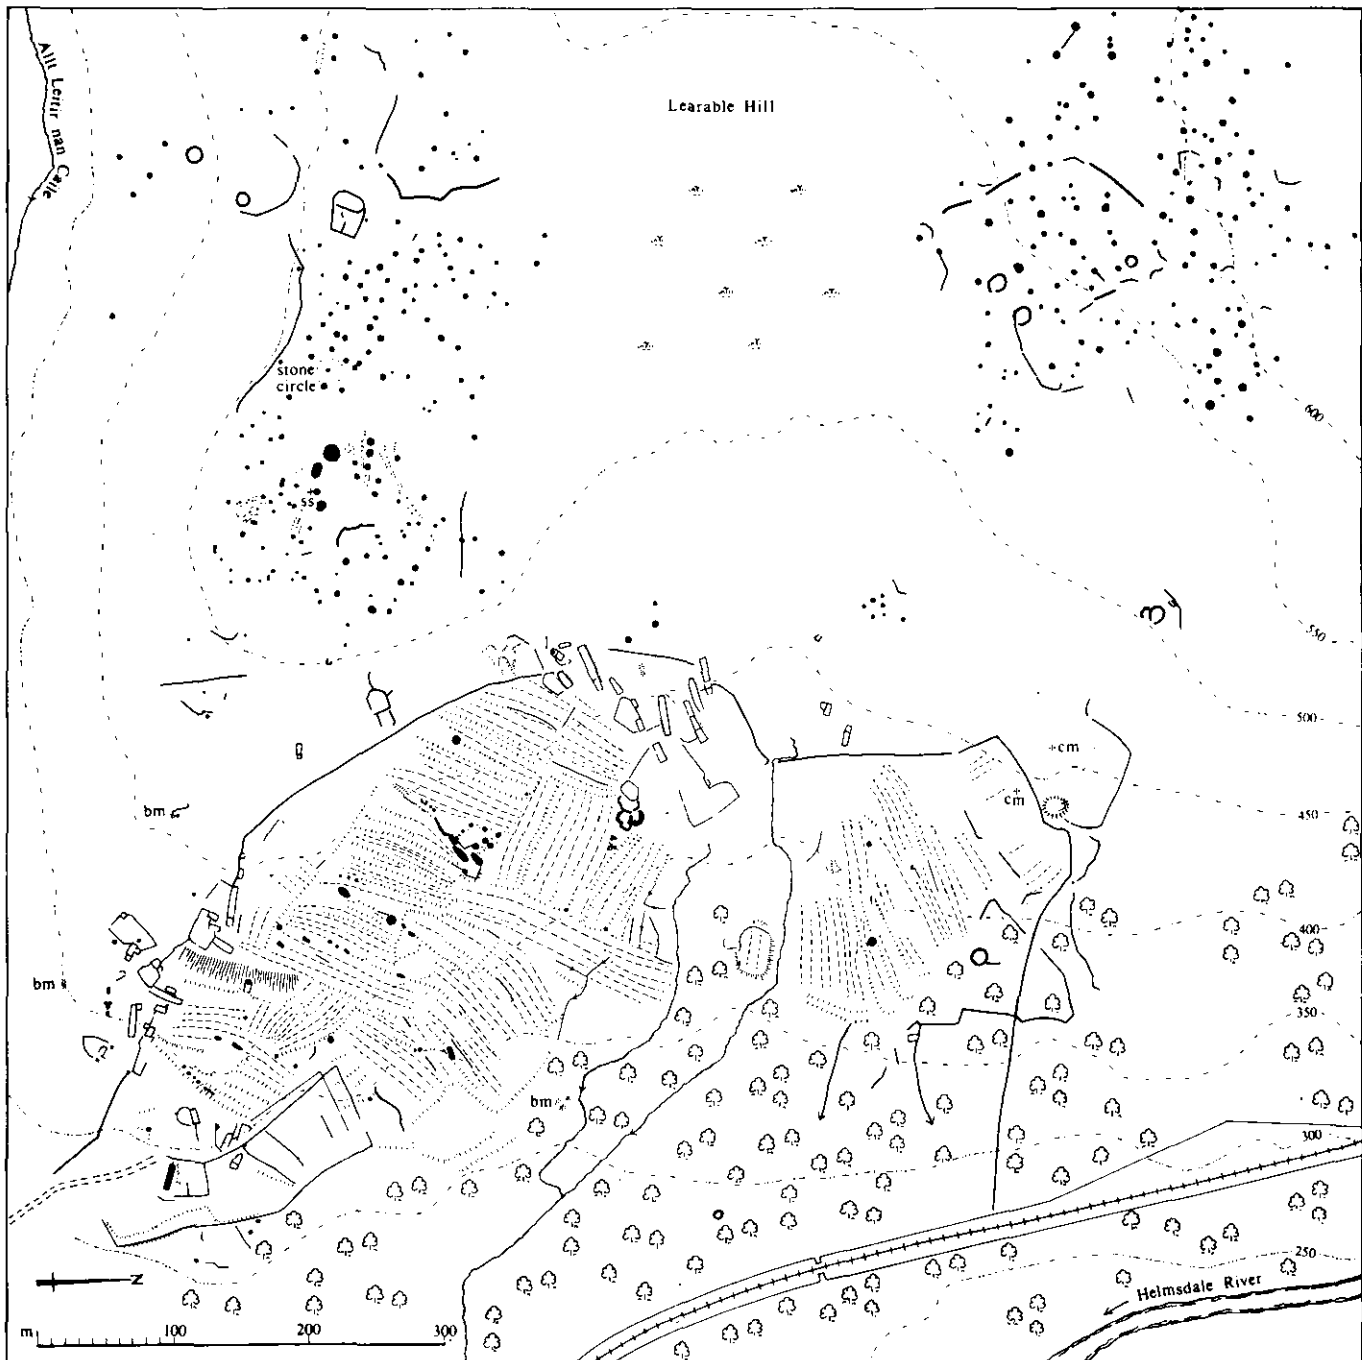 Allt Leitir nan Caile
Learable Hill
stone
circle
ss
600
550
500
+cm
cm
450
bm
400
bm
350
bm
300
250
Helmsdale River
N
m 100 200 300